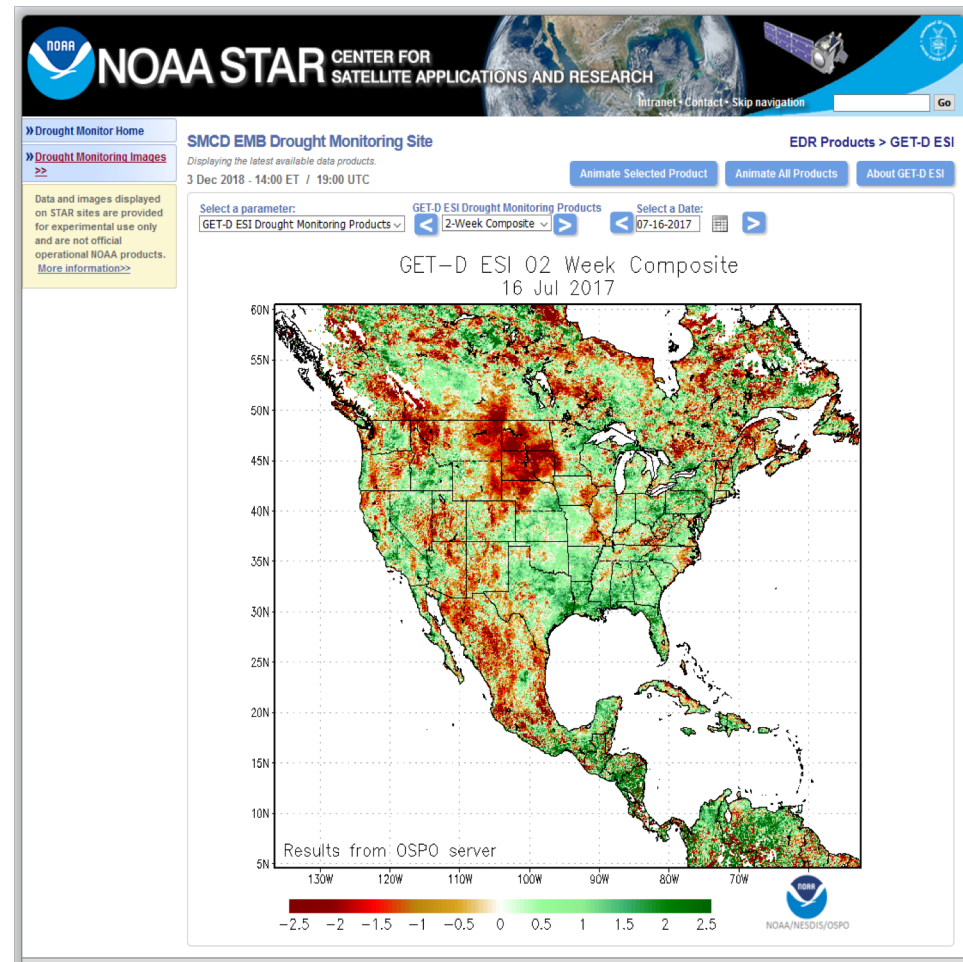 NOAA
NOAA STAR CENTER FOR
SATELLITE APPLICATIONS AND RESEARCH
Intranet • Contact • Skip navigation
Go
» Drought Monitor Home
» Drought Monitoring Images
>>
Data and images displayed
on STAR sites are provided
for experimental use only
and are not official
operational NOAA products.
More information>>
SMCD EMB Drought Monitoring Site
EDR Products > GET-D ESI
Displaying the latest available data products.
3 Dec 2018 - 14:00 ET / 19:00 UTC
Animate Selected Product
Animate All Products
About GET-D ESI
Select a parameter:
GET-D ESI Drought Monitoring Products
GET-D ESI Drought Monitoring Products
< 2-Week Composite >
Select a Date:
< 07-16-2017 >
GET-D ESI 02 Week Composite
16 Jul 2017
60N
55N
50N
45N
40N
35N
30N
25N
20N
15N
10N
5N
Results from OSPO server
130W 120W 110W 100W 90W 80W 70W
-2.5 -2 -1.5 -1 -0.5 0 0.5 1 1.5 2 2.5
NOAA
NOAA/NESDIS/OSPO